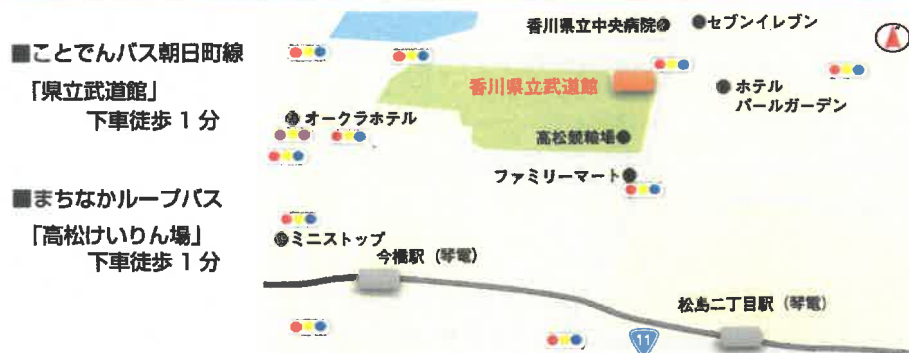 ■ことでんバス朝日町線
「県立武道館」
下車徒歩 1 分
■まちなかループバス
「高松けいりん場」
下車徒歩 1 分
香川県立中央病院
セブンイレブン
香川県立武道館
ホテル
パールガーデン
オークラホテル
高松競輪場
ファミリーマート
ミニストップ
今橋駅（琴電）
松島二丁目駅（琴電）
11